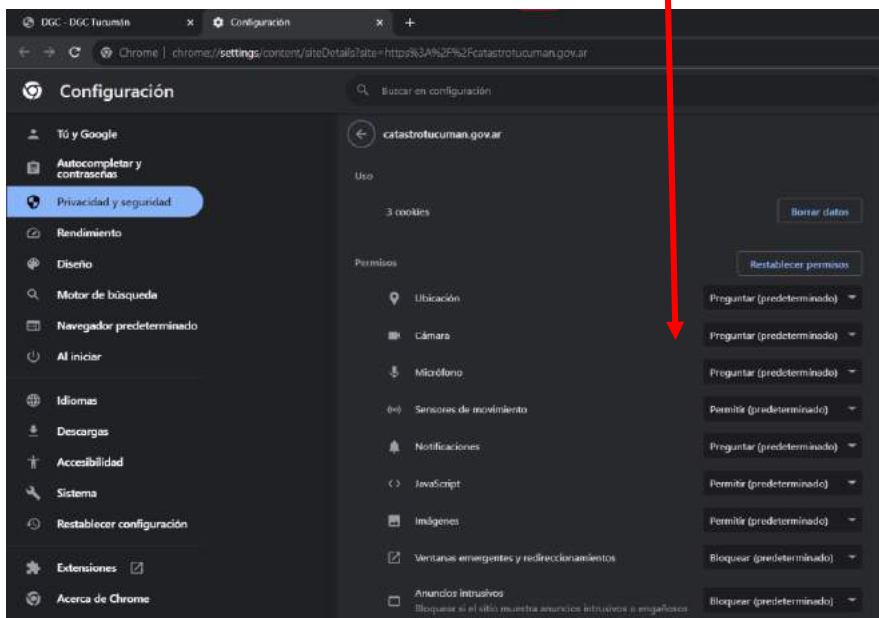 DGC - DGC Tucumán
Configuración
Chrome | chrome://settings/content/siteDetails?site=https%3A%2F%2Fcatastrotucuman.gov.ar
Configuración
Buscar en configuración
Tú y Google
Autocompletar y
contraseñas
Privacidad y seguridad
Rendimiento
Diseño
Motor de búsqueda
Navegador predeterminado
Al iniciar
Idiomas
Descargas
Accesibilidad
Sistema
Restablecer configuración
Extensiones
Acerca de Chrome
catastrotucuman.gov.ar
Uso
3 cookies
Borrar datos
Permisos
Restablecer permisos
Ubicación
Preguntar (predeterminado)
Cámara
Preguntar (predeterminado)
Micrófono
Preguntar (predeterminado)
Sensores de movimiento
Permitir (predeterminado)
Notificaciones
Preguntar (predeterminado)
JavaScript
Permitir (predeterminado)
Imágenes
Permitir (predeterminado)
Ventanas emergentes y redireccionamientos
Bloquear (predeterminado)
Anuncios intrusivos
Bloquear si el sitio muestra anuncios intrusivos o engañosos
Bloquear (predeterminado)